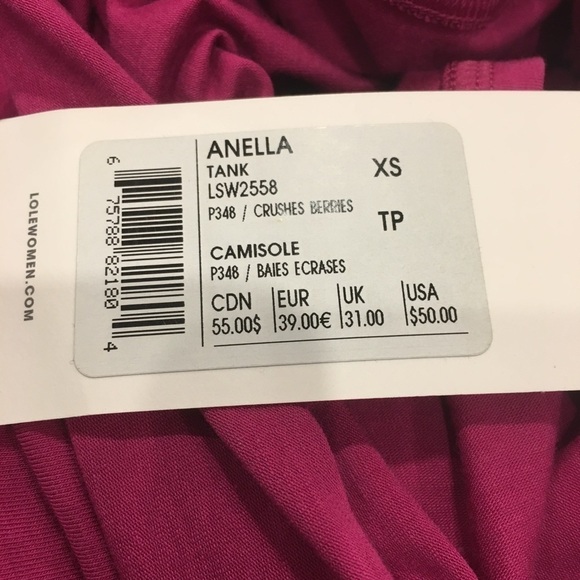 ANELLA
TANK
LSW2558
XS
P348 / CRUSHES BERRIES
TP
CAMISOLE
P348 / BAIES ECRASES
CDN EUR UK USA
55.00$ 39.00€ 31.00 $50.00
6 75788 82180 4
LOLEWOMEN.COM